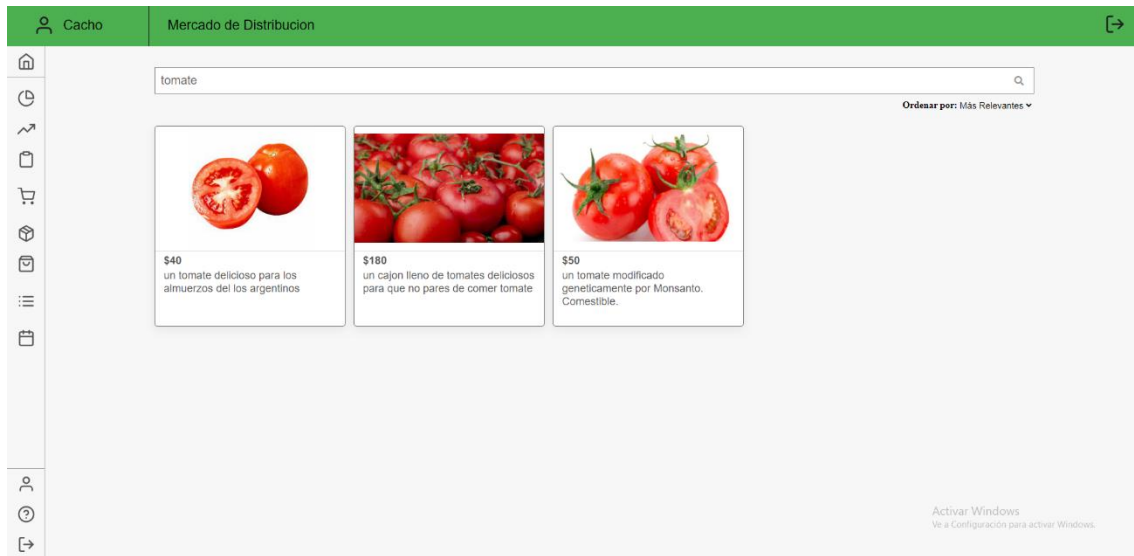 Cacho
Mercado de Distribucion
tomate
Ordenar por: Más Relevantes
$40
un tomate delicioso para los
almuerzos del los argentinos
$180
un cajon lleno de tomates deliciosos
para que no pares de comer tomate
$50
un tomate modificado
geneticamente por Monsanto.
Comestible.
Activar Windows
Ve a Configuración para activar Windows.